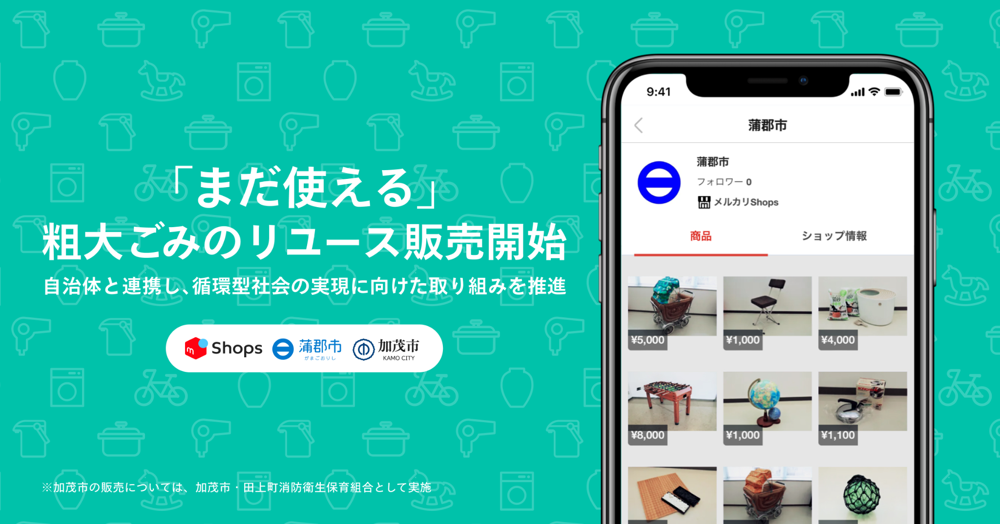 「まだ使える」
粗大ごみのリユース販売開始
自治体と連携し、循環型社会の実現に向けた取り組みを推進
m Shops 蒲郡市 がまごおりし 加茂市 KAMO CITY
※加茂市の販売については、加茂市・田上町消防衛生保育組合として実施
9:41
蒲郡市
蒲郡市
フォロワー 0
メルカリShops
商品 ショップ情報
¥5,000 ¥1,000 ¥4,000
¥8,000 ¥1,000 ¥1,100